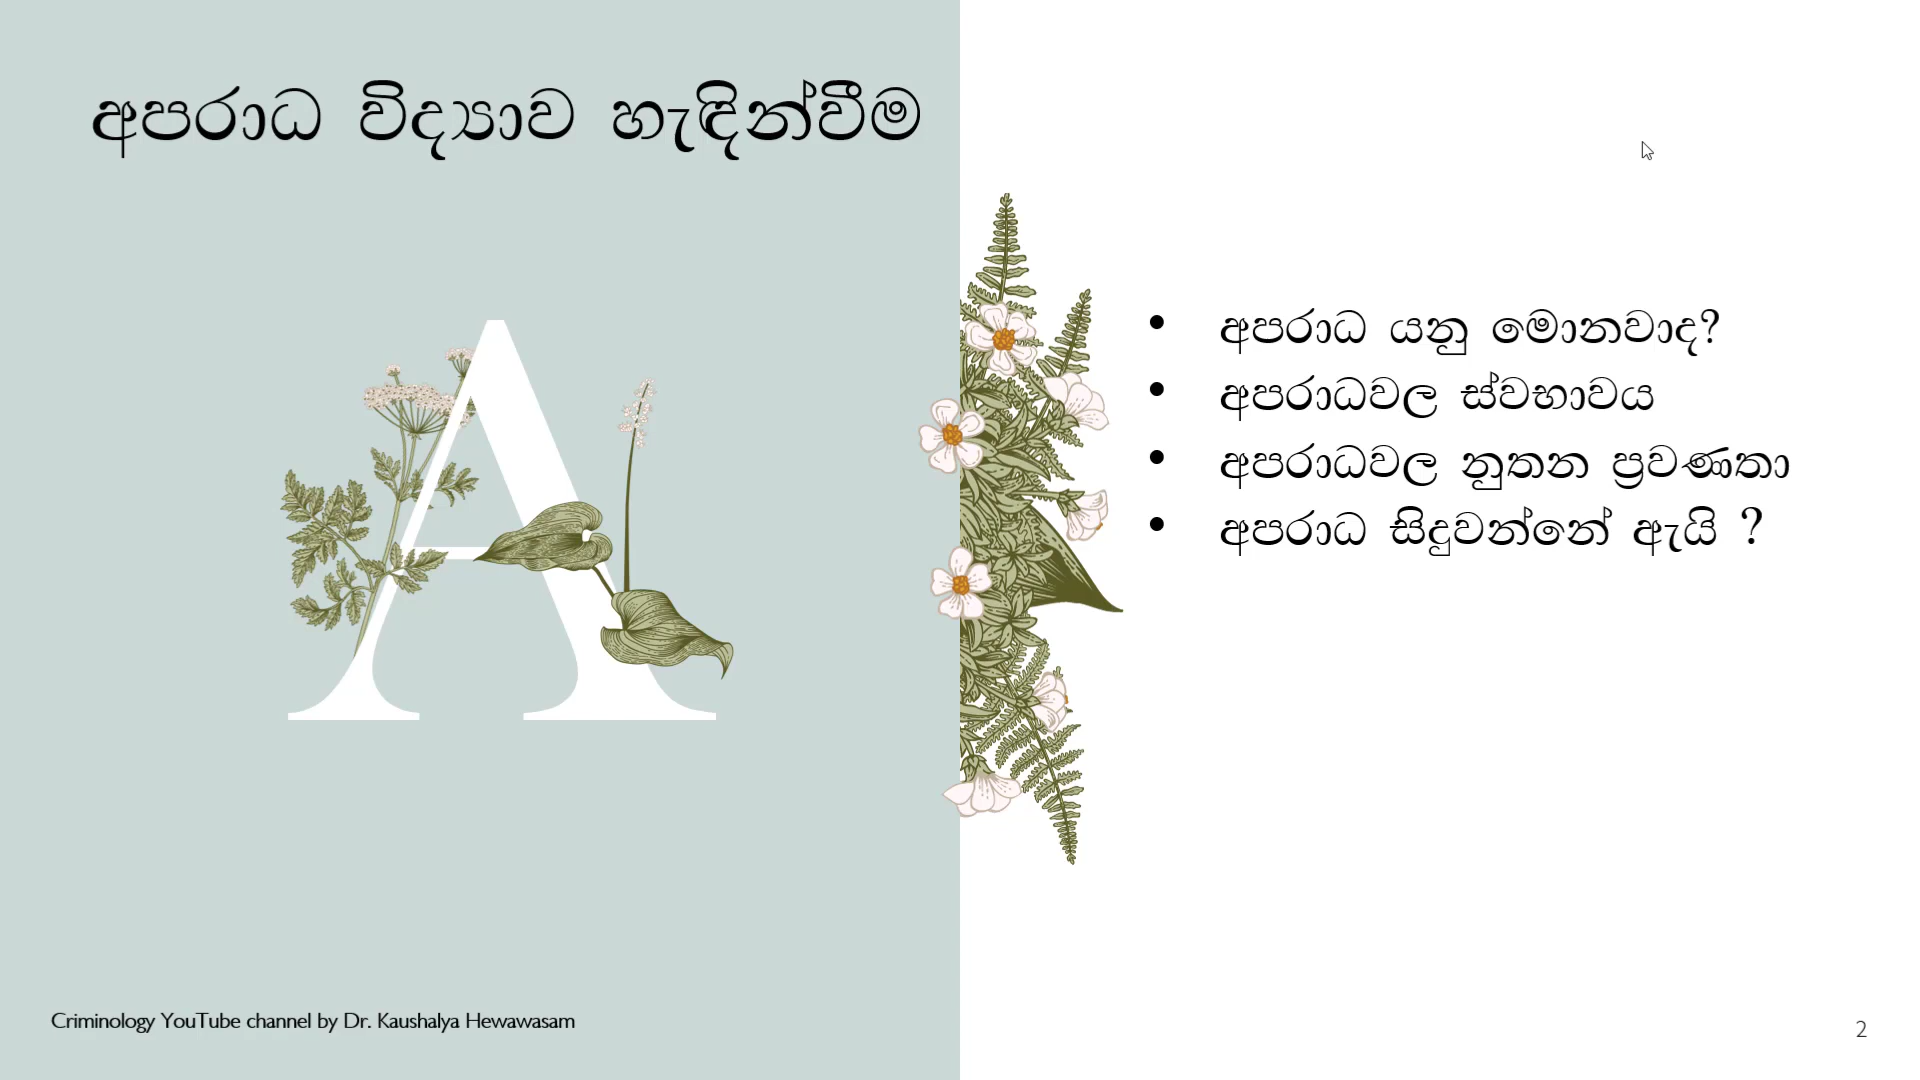 අපරාධ විද්‍යාව හැඳින්වීම
A
• අපරාධ යනු මොනවාද?
• අපරාධවල ස්වභාවය
• අපරාධවල නුතන ප්‍රවණතා
• අපරාධ සිදුවන්නේ ඇයි ?
Criminology YouTube channel by Dr. Kaushalya Hewawasam
2